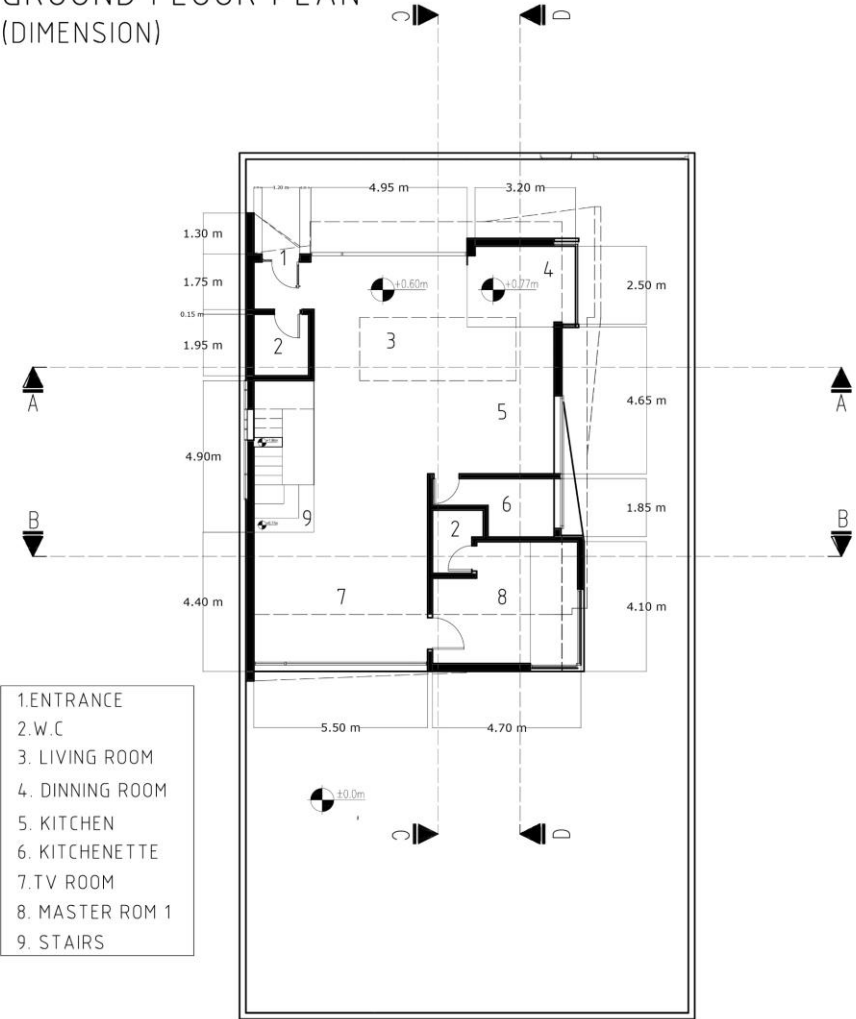 GROUND FLOOR PLAN
(DIMENSION)
C
D
4.95 m
3.20 m
1.30 m
1
4
1.75 m
+0.60m
+0.77m
2.50 m
0.15 m
1.95 m
2
3
A
A
4.65 m
5
4.90m
6
1.85 m
B
9
2
B
4.40 m
7
8
4.10 m
5.50 m
4.70 m
±0.0m
C
D
1.ENTRANCE
2.W.C
3. LIVING ROOM
4. DINNING ROOM
5. KITCHEN
6. KITCHENETTE
7.TV ROOM
8. MASTER ROM 1
9. STAIRS